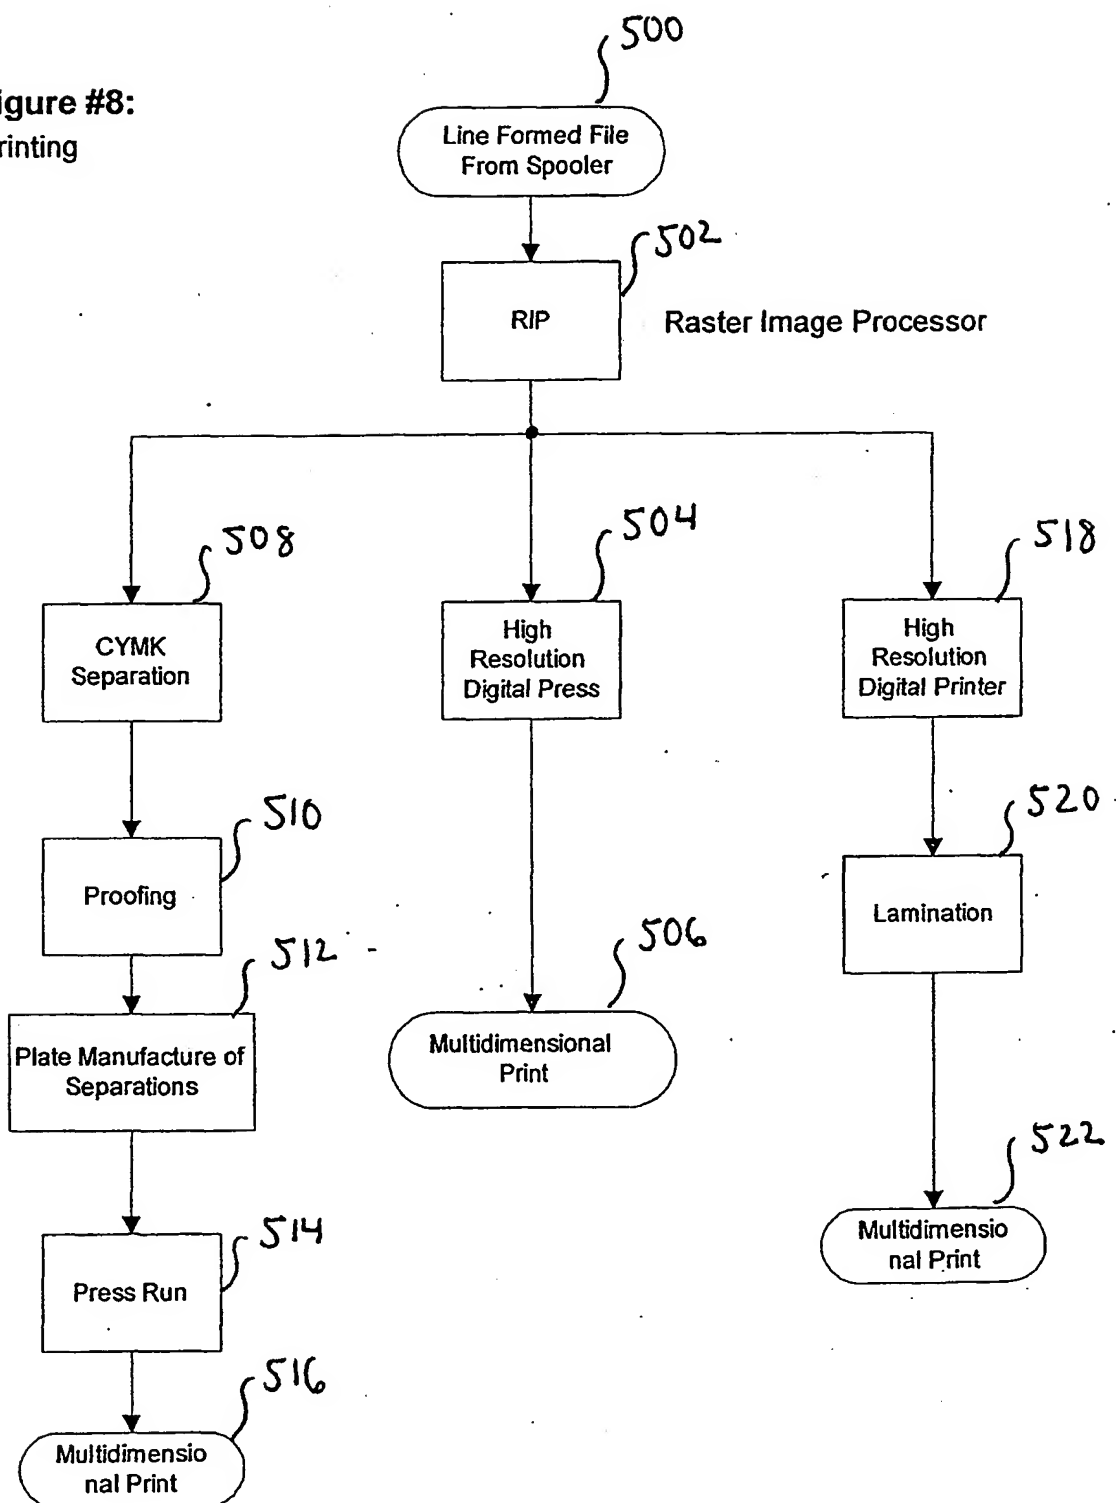 500
igure #8:
rinting
Line Formed File
From Spooler
502
RIP
Raster Image Processor
508
504
518
CYMK
Separation
High
Resolution
Digital Press
High
Resolution
Digital Printer
510
520
Proofing
Lamination
512
506
Plate Manufacture of
Separations
Multidimensional
Print
522
514
Multidimensio
nal Print
Press Run
516
Multidimensio
nal Print